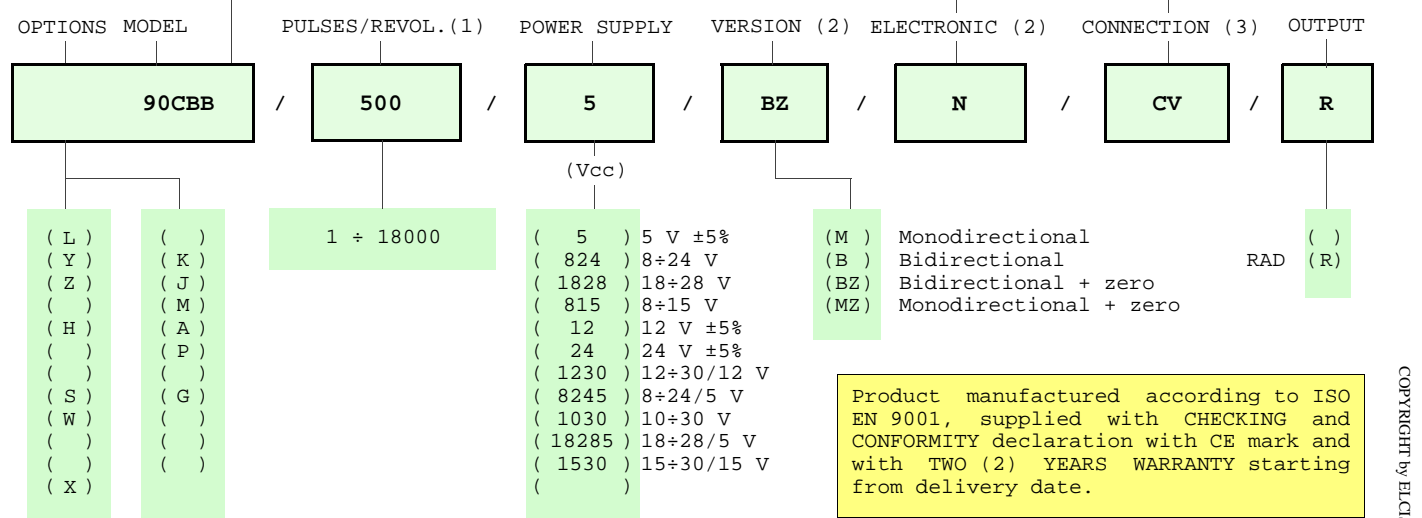 OPTIONS MODEL PULSES/REVOL.(1) POWER SUPPLY VERSION (2) ELECTRONIC (2) CONNECTION (3) OUTPUT
90CBB / 500 / 5 / BZ / N / CV / R
(Vcc)
( L ) ( ) 1 ÷ 18000 ( 5 ) 5 V ±5% (M ) Monodirectional ( )
( Y ) ( K ) ( 824 ) 8÷24 V (B ) Bidirectional RAD (R)
( Z ) ( J ) ( 1828 ) 18÷28 V (BZ) Bidirectional + zero
( ) ( M ) ( 815 ) 8÷15 V (MZ) Monodirectional + zero
( H ) ( A ) ( 12 ) 12 V ±5%
( ) ( P ) ( 24 ) 24 V ±5%
( ) ( ) ( 1230 ) 12÷30/12 V
( S ) ( G ) ( 8245 ) 8÷24/5 V
( W ) ( ) ( 1030 ) 10÷30 V
( ) ( ) ( 18285 ) 18÷28/5 V
( ) ( ) ( 1530 ) 15÷30/15 V
( X ) ( )
Product manufactured according to ISO
EN 9001, supplied with CHECKING and
CONFORMITY declaration with CE mark and
with TWO (2) YEARS WARRANTY starting
from delivery date.
COPYRIGHT by